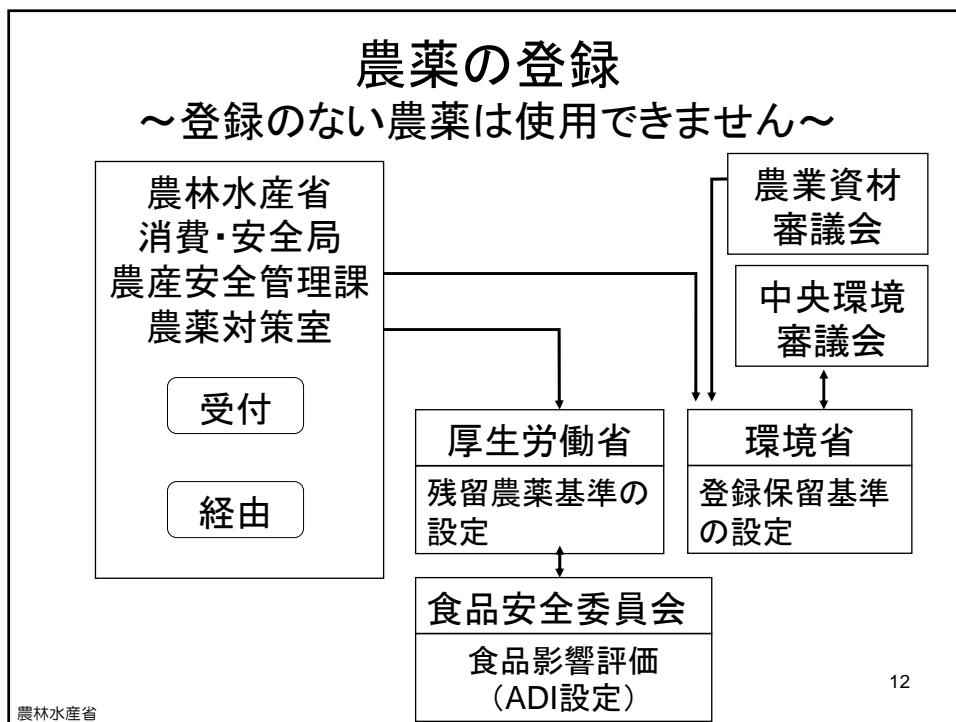 農薬の登録
～登録のない農薬は使用できません～
農林水産省
消費・安全局
農産安全管理課
農薬対策室
受付
経由
農業資材
審議会
中央環境
審議会
厚生労働省
残留農薬基準の
設定
環境省
登録保留基準
の設定
食品安全委員会
食品影響評価
（ADI設定）
12
農林水産省